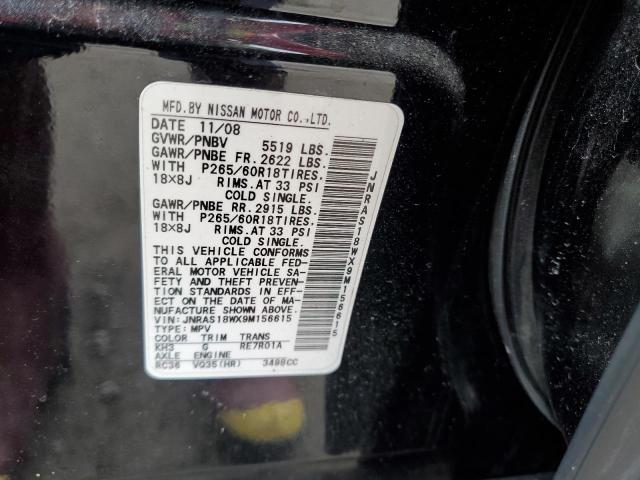 MFD.BY NISSAN MOTOR CO.,LTD.
DATE 11/08
GVWR/PNBV 5519 LBS.
GAWR/PNBE FR. 2622 LBS.
WITH P265/60R18TIRES.
18×8J RIMS.AT 33 PSI
COLD SINGLE.
GAWR/PNBE RR. 2915 LBS.
WITH P265/60R18TIRES.
18×8J RIMS.AT 33 PSI
COLD SINGLE.
THIS VEHICLE CONFORMS
TO ALL APPLICABLE FED-
ERAL MOTOR VEHICLE SA-
FETY AND THEFT PREVEN-
TION STANDARDS IN EFF-
ECT ON THE DATE OF MA-
NUFACTURE SHOWN ABOVE.
VIN: JNRAS18WX9M156615
TYPE: MPV
COLOR TRIM TRANS
KH3 G RE7R01A
AXLE ENGINE
RC36 VQ35(HR) 3498CC
JNRAS18WX9M156615